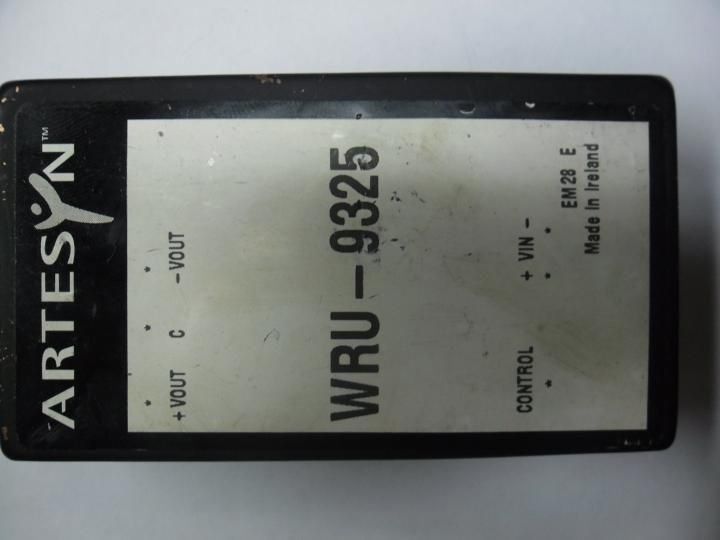 ARTESYN™
* * *
+VOUT C -VOUT
WRU-9325
CONTROL + VIN -
* * *
EM28 E
Made in Ireland